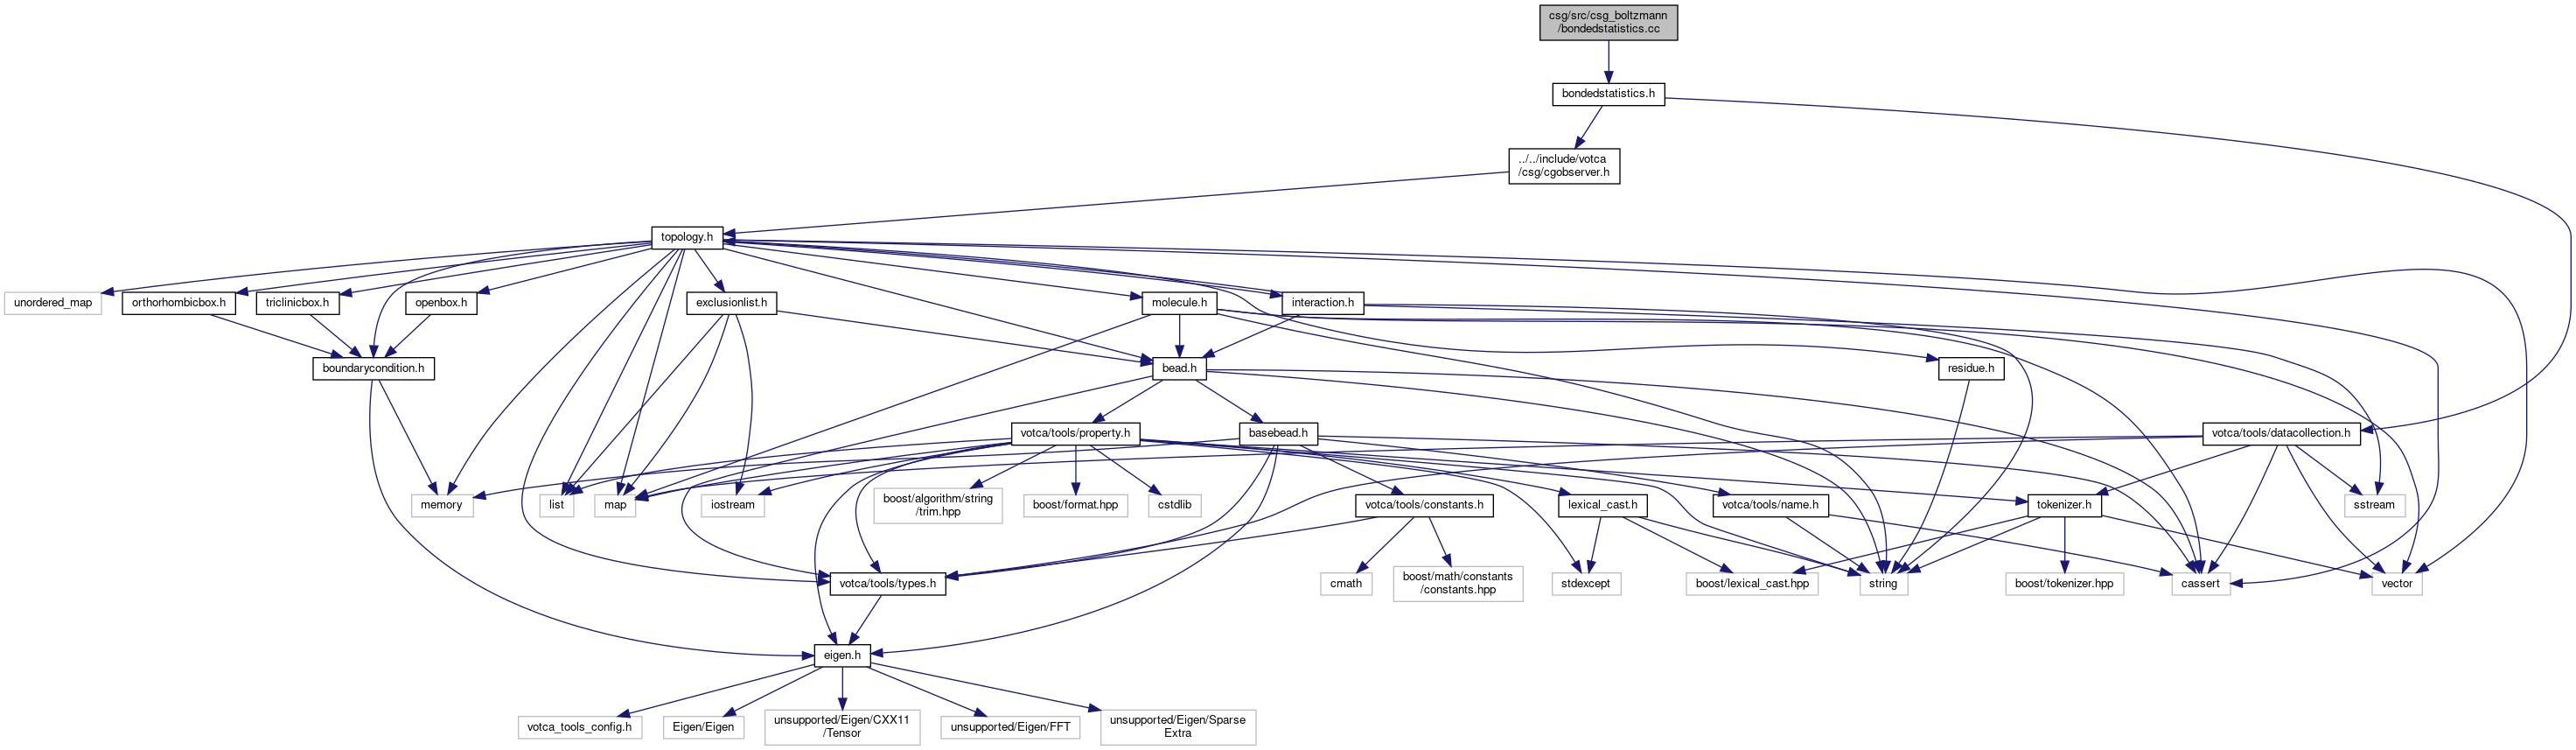 csg/src/csg_boltzmann
/bondedstatistics.cc
bondedstatistics.h
../../include/votca
/csg/cgobserver.h
topology.h
unordered_map
orthorhombicbox.h
triclinicbox.h
openbox.h
exclusionlist.h
molecule.h
interaction.h
boundarycondition.h
bead.h
residue.h
votca/tools/property.h
basebead.h
votca/tools/datacollection.h
memory
list
map
iostream
boost/algorithm/string
/trim.hpp
boost/format.hpp
cstdlib
votca/tools/constants.h
lexical_cast.h
votca/tools/name.h
tokenizer.h
sstream
votca/tools/types.h
cmath
boost/math/constants
/constants.hpp
stdexcept
boost/lexical_cast.hpp
string
boost/tokenizer.hpp
cassert
vector
eigen.h
votca_tools_config.h
Eigen/Eigen
unsupported/Eigen/CXX11
/Tensor
unsupported/Eigen/FFT
unsupported/Eigen/Sparse
Extra